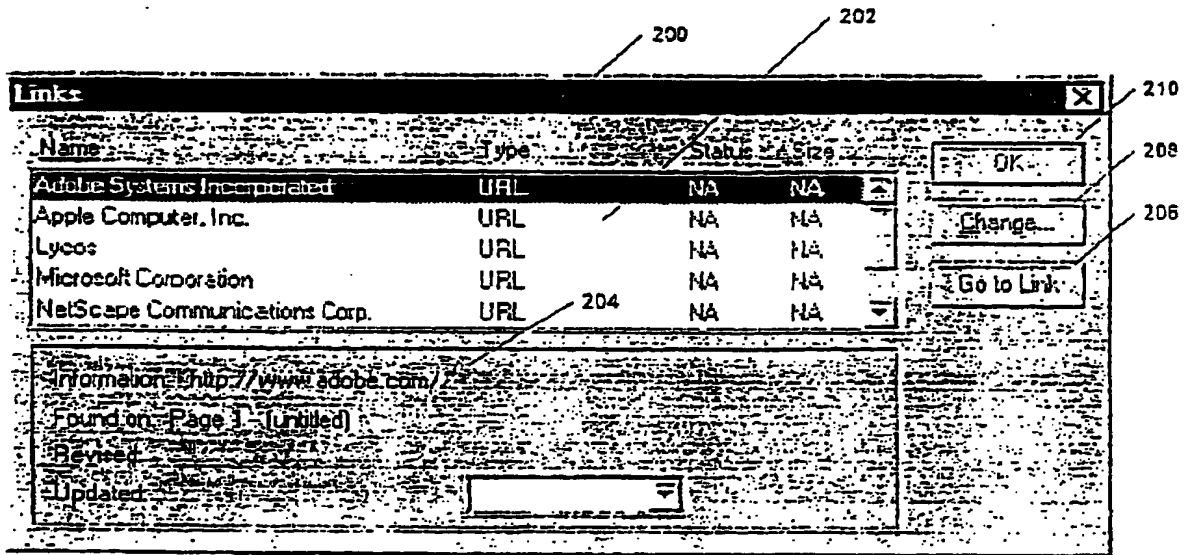 200
202
Links
210
Name Type Status Size
OK
208
Adobe Systems Incorporated URL NA NA
Apple Computer, Inc. URL NA NA
Change...
206
Lycos URL NA NA
Microsoft Corporation URL NA NA
Go to Link
NetScape Communications Corp. URL NA NA
204
Information: http://www.adobe.com/
Found on: Page 1 - (untitled)
Revised
Updated